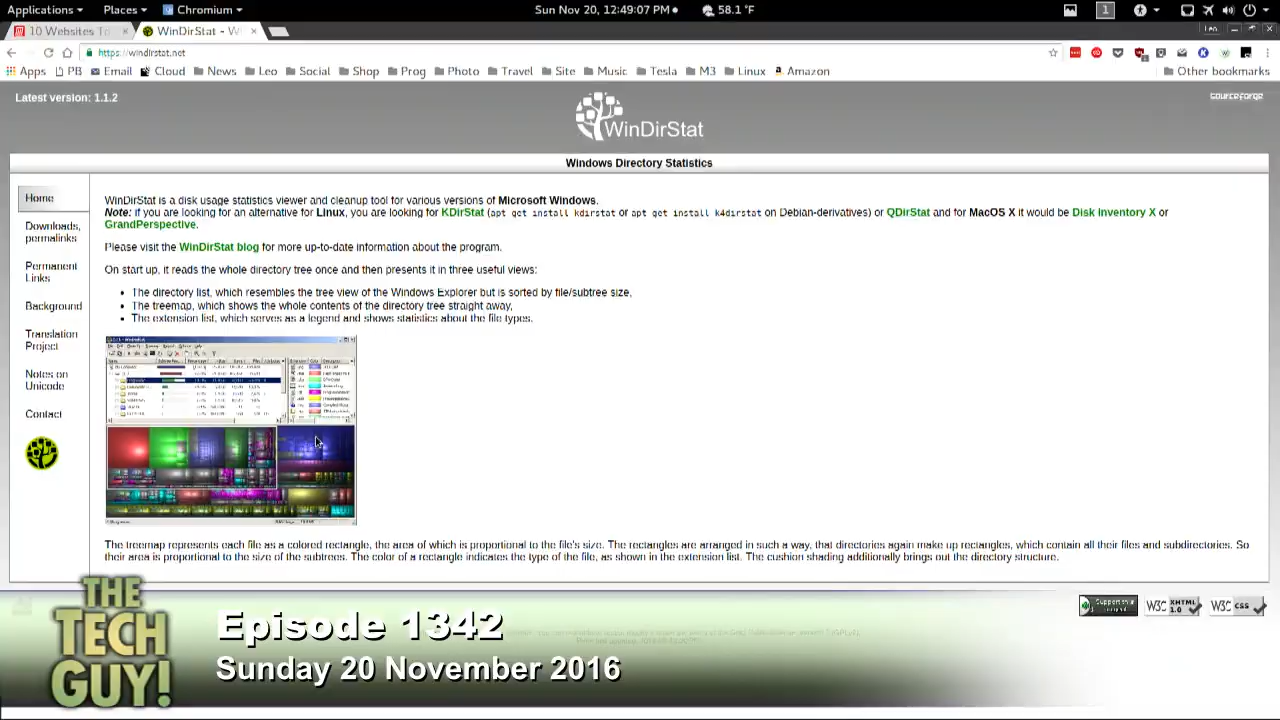 Applications Places Chromium Sun Nov 20, 12:49:07 PM 58.1 °F 1
10 Websites To WinDirStat - W Leo
https://windirstat.net
Apps PB Email Cloud News Leo Social Shop Prog Photo Travel Site Music Tesla M3 Linux Amazon Other bookmarks
Latest version: 1.1.2
WinDirStat
sourceforge
Windows Directory Statistics
Home
Downloads,
permalinks
Permanent
Links
Background
Translation
Project
Notes on
Unicode
Contact
WinDirStat is a disk usage statistics viewer and cleanup tool for various versions of Microsoft Windows.
Note: if you are looking for an alternative for Linux, you are looking for KDirStat (apt get install kdirstat or apt get install k4dirstat on Debian-derivatives) or QDirStat and for MacOS X it would be Disk Inventory X or
GrandPerspective.
Please visit the WinDirStat blog for more up-to-date information about the program.
On start up, it reads the whole directory tree once and then presents it in three useful views:
The directory list, which resembles the tree view of the Windows Explorer but is sorted by file/subtree size,
The treemap, which shows the whole contents of the directory tree straight away,
The extension list, which serves as a legend and shows statistics about the file types.
The treemap represents each file as a colored rectangle, the area of which is proportional to the file's size. The rectangles are arranged in such a way, that directories again make up rectangles, which contain all their files and subdirectories. So
their area is proportional to the size of the subtrees. The color of a rectangle indicates the type of the file, as shown in the extension list. The cushion shading additionally brings out the directory structure.
W3C XHTML 1.0
W3C CSS
THE
TECH
GUY!
Episode 1342
Sunday 20 November 2016